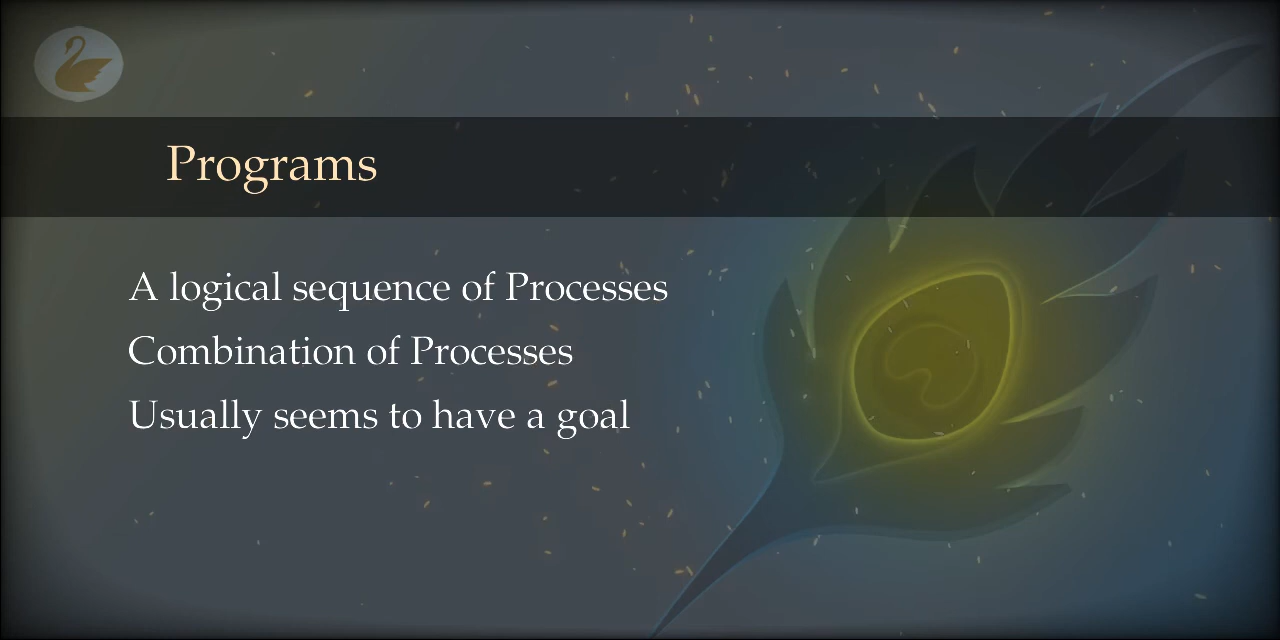 Programs
A logical sequence of Processes
Combination of Processes
Usually seems to have a goal